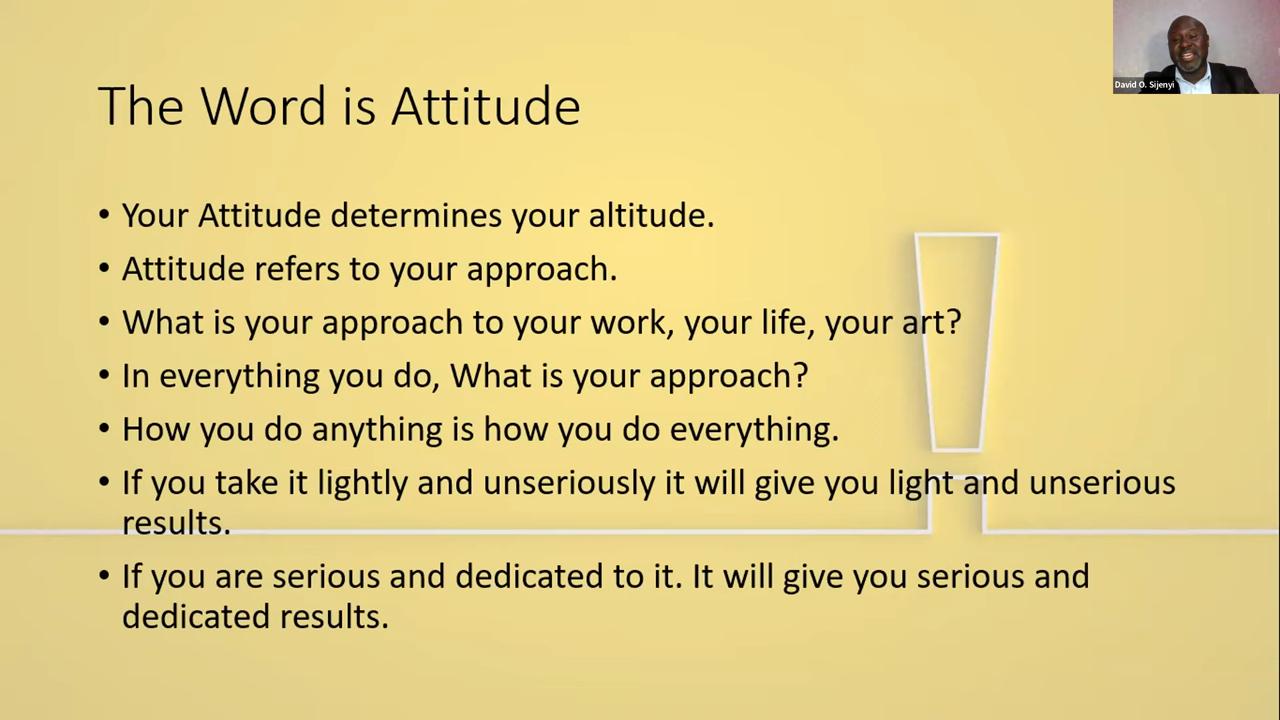 David O. Sijenyi
The Word is Attitude
• Your Attitude determines your altitude.
• Attitude refers to your approach.
• What is your approach to your work, your life, your art?
• In everything you do, What is your approach?
• How you do anything is how you do everything.
• If you take it lightly and unseriously it will give you light and unserious
results.
• If you are serious and dedicated to it. It will give you serious and
dedicated results.